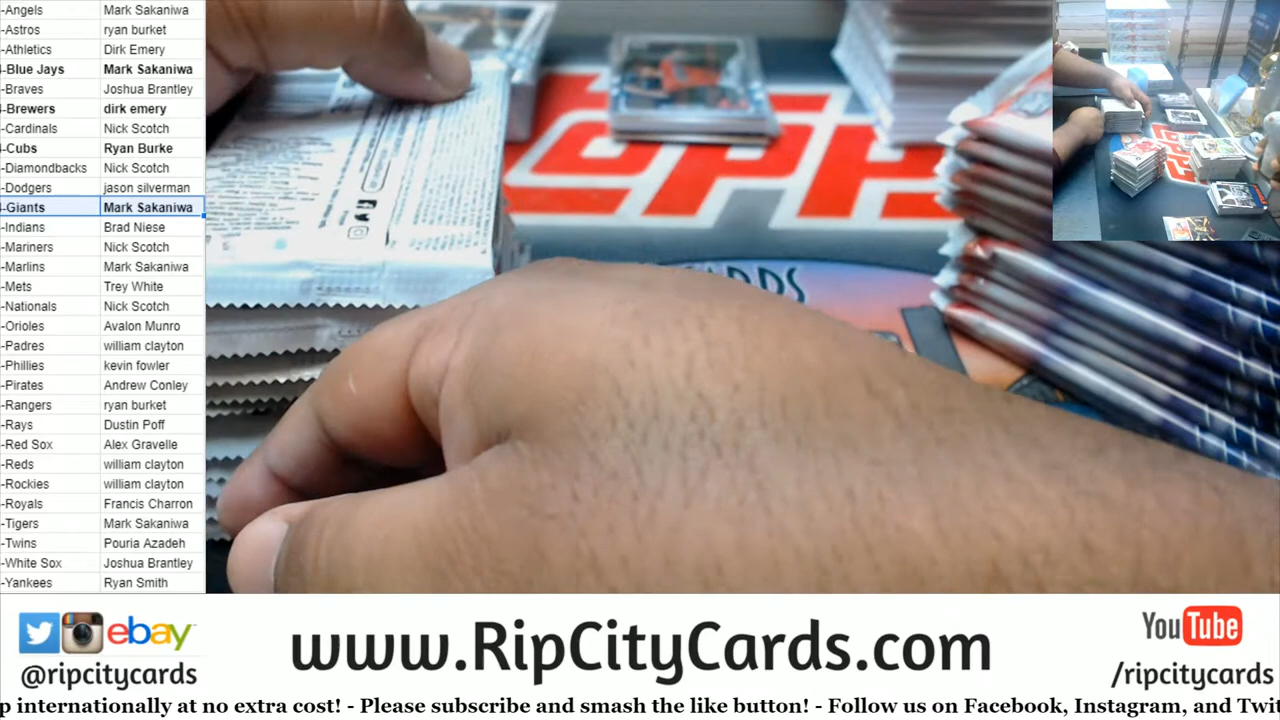 -Angels Mark Sakaniwa
-Astros ryan burket
-Athletics Dirk Emery
-Blue Jays Mark Sakaniwa
-Braves Joshua Brantley
-Brewers dirk emery
-Cardinals Nick Scotch
-Cubs Ryan Burke
-Diamondbacks Nick Scotch
-Dodgers jason silverman
-Giants Mark Sakaniwa
-Indians Brad Niese
-Mariners Nick Scotch
-Marlins Mark Sakaniwa
-Mets Trey White
-Nationals Nick Scotch
-Orioles Avalon Munro
-Padres william clayton
-Phillies kevin fowler
-Pirates Andrew Conley
-Rangers ryan burket
-Rays Dustin Poff
-Red Sox Alex Gravelle
-Reds william clayton
-Rockies william clayton
-Royals Francis Charron
-Tigers Mark Sakaniwa
-Twins Pouria Azadeh
-White Sox Joshua Brantley
-Yankees Ryan Smith
ebay
@ripcitycards
www.RipCityCards.com
YouTube
/ripcitycards
p internationally at no extra cost! - Please subscribe and smash the like button! - Follow us on Facebook, Instagram, and Twi